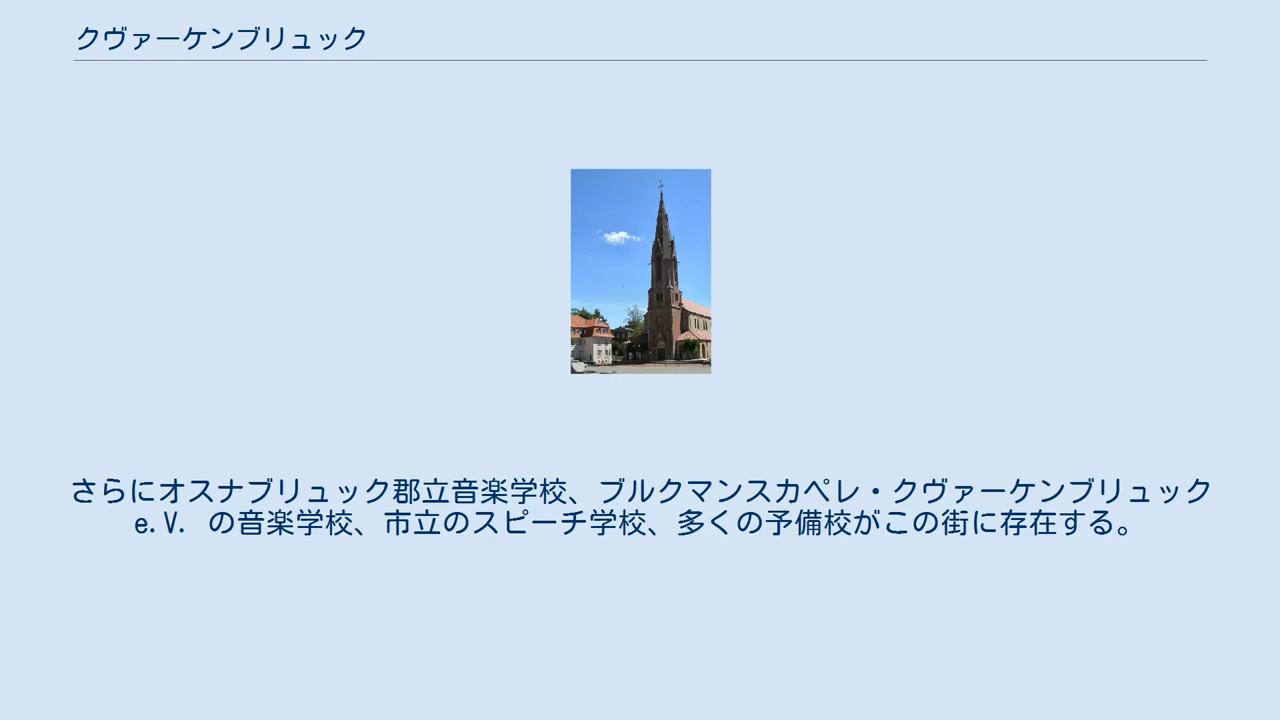 クヴァーケンブリュック
さらにオスナブリュック郡立音楽学校、ブルクマンスカペレ・クヴァーケンブリュック
e.V. の音楽学校、市立のスピーチ学校、多くの予備校がこの街に存在する。